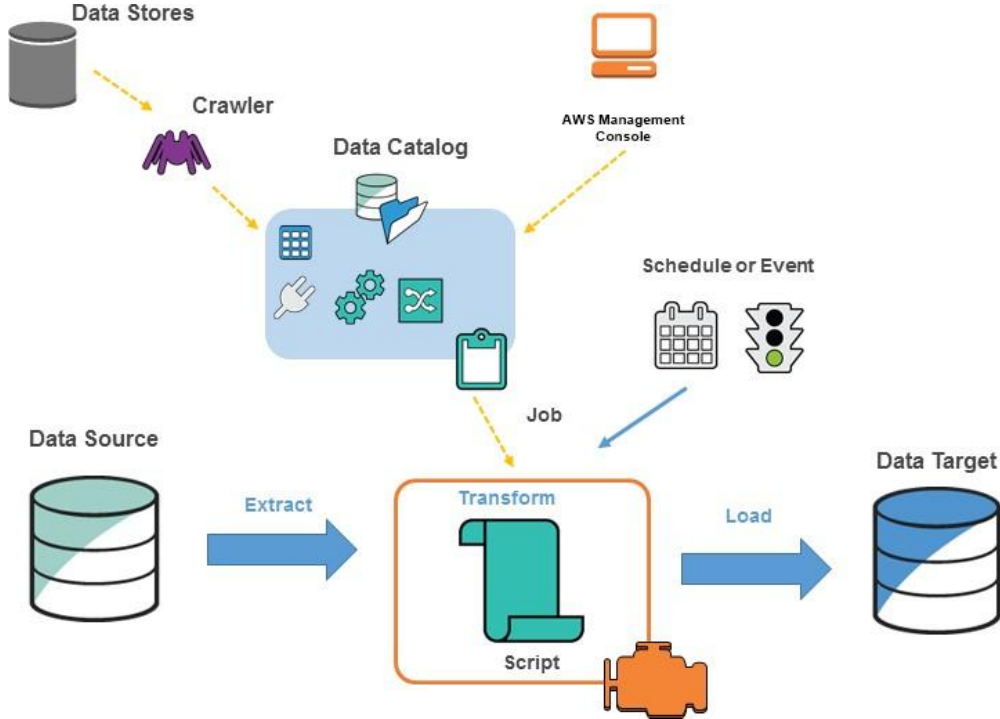 Data Stores
Crawler
AWS Management
Console
Data Catalog
Schedule or Event
Job
Data Source
Data Target
Extract
Transform
Load
Script